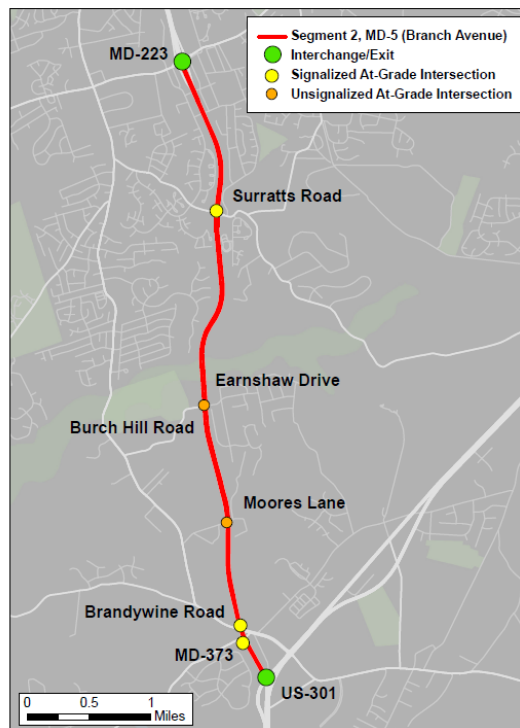 MD-223
Segment 2, MD-5 (Branch Avenue)
Interchange/Exit
Signalized At-Grade Intersection
Unsignalized At-Grade Intersection
Surratts Road
Earnshaw Drive
Burch Hill Road
Moores Lane
Brandywine Road
MD-373
US-301
0 0.5 1
Miles